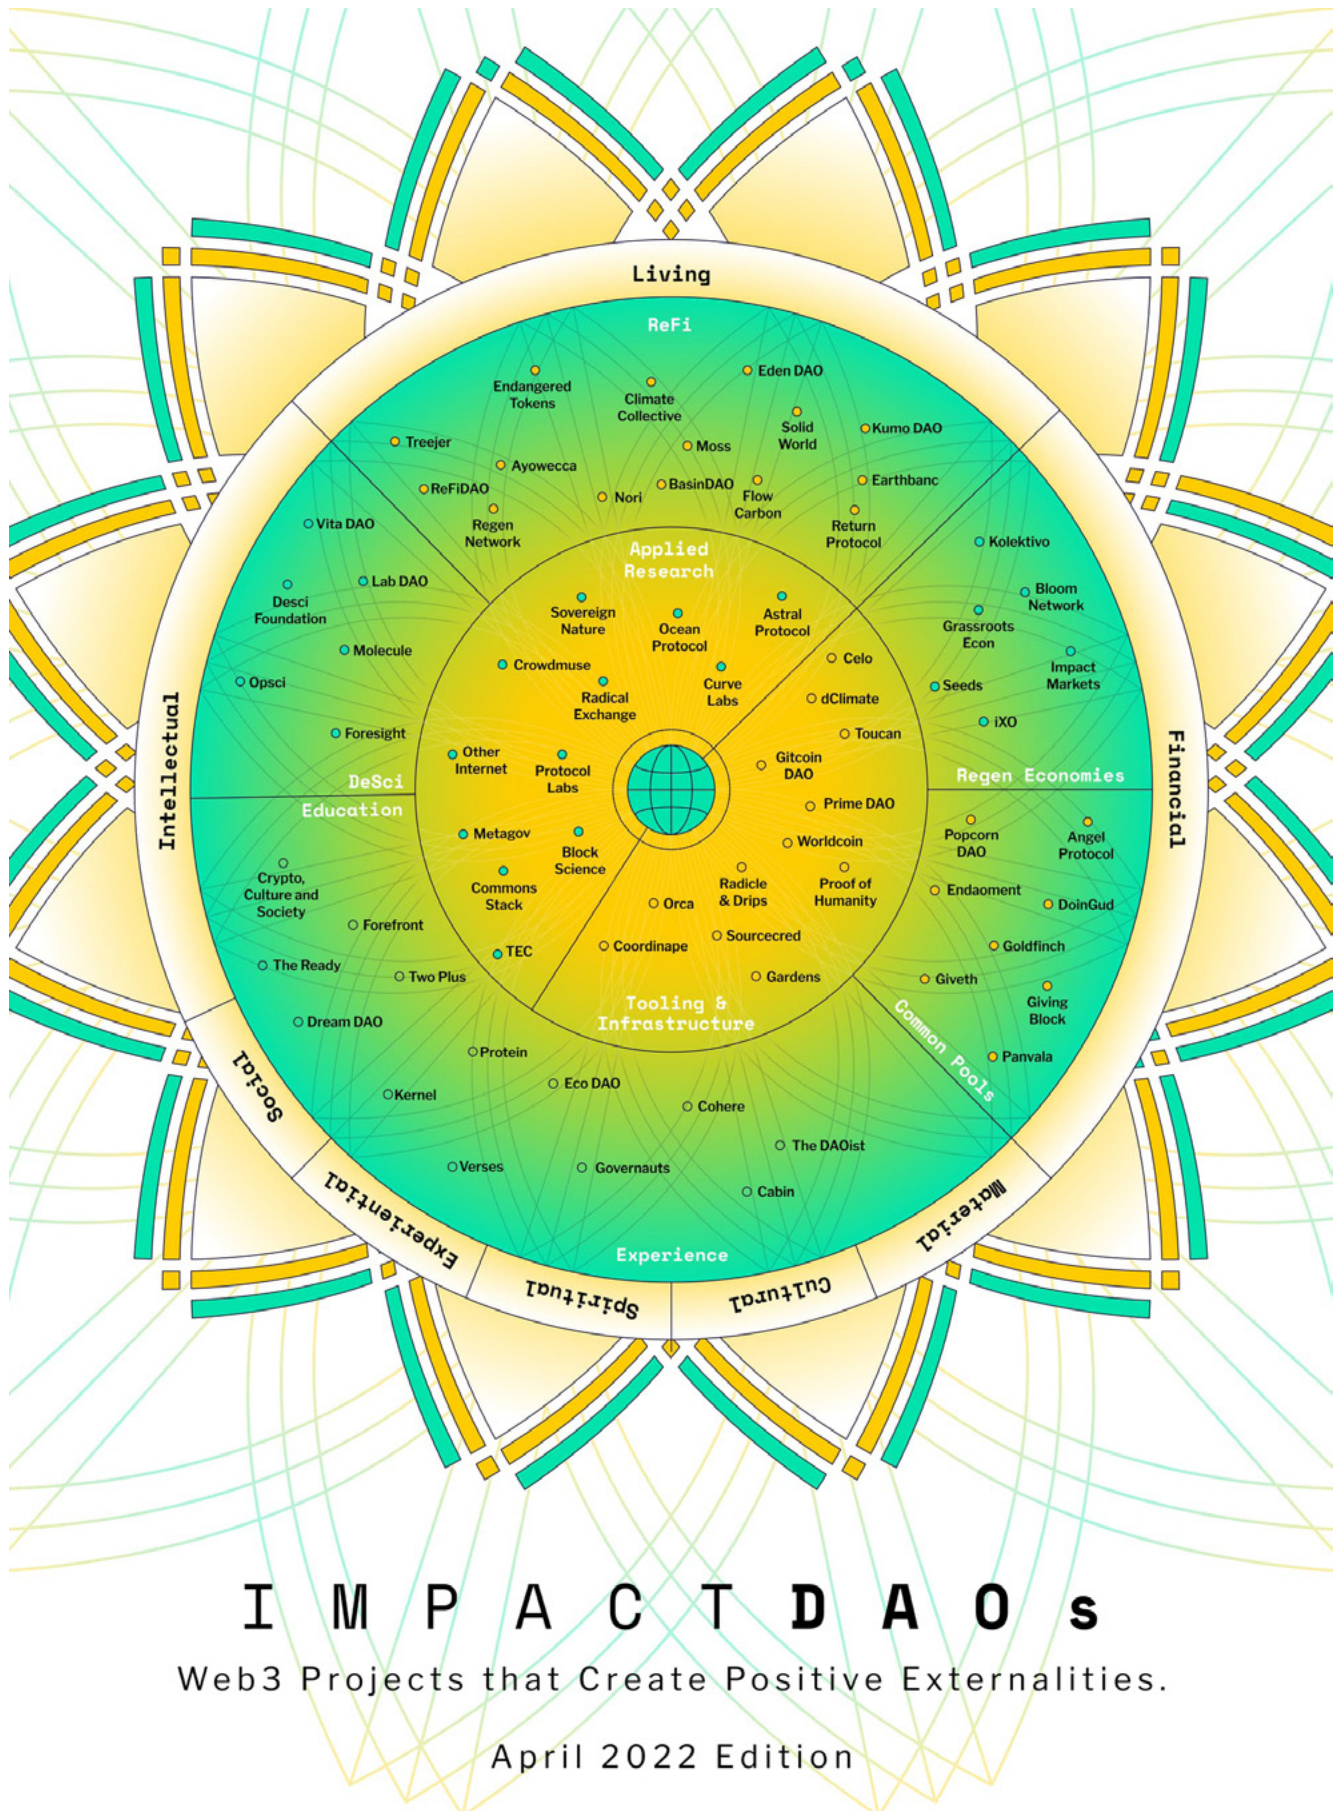 Living
ReFi
Endangered
Tokens
Climate
Collective
Eden DAO
Solid
World
Kumo DAO
Treejer
Moss
Ayowecca
ReFiDAO
Nori
BasinDAO
Flow
Carbon
Earthbanc
Regen
Network
Return
Protocol
Intellectual
Vita DAO
Lab DAO
Desci
Foundation
Molecule
Opsci
Foresight
DeSci
Education
Crypto,
Culture and
Society
Forefront
The Ready
Two Plus
Dream DAO
Kernel
Applied
Research
Sovereign
Nature
Ocean
Protocol
Astral
Protocol
Crowdmuse
Radical
Exchange
Curve
Labs
Other
Internet
Protocol
Labs
Metagov
Block
Science
Commons
Stack
TEC
Celo
dClimate
Toucan
Gitcoin
DAO
Prime DAO
Worldcoin
Radicle
& Drips
Proof of
Humanity
Orca
Sourcecred
Coordinape
Gardens
Tooling &
Infrastructure
Financial
Kolektivo
Bloom
Network
Grassroots
Econ
Impact
Markets
Seeds
iXO
Regen Economies
Popcorn
DAO
Angel
Protocol
Endaoment
DoinGud
Goldfinch
Giveth
Giving
Block
Panvala
Common Pools
Protein
Eco DAO
Cohere
The DAOist
Verses
Governauts
Cabin
Experience
Social
Experiential
Spiritual
Cultural
Material
IMPACTDAOs
Web3 Projects that Create Positive Externalities.
April 2022 Edition